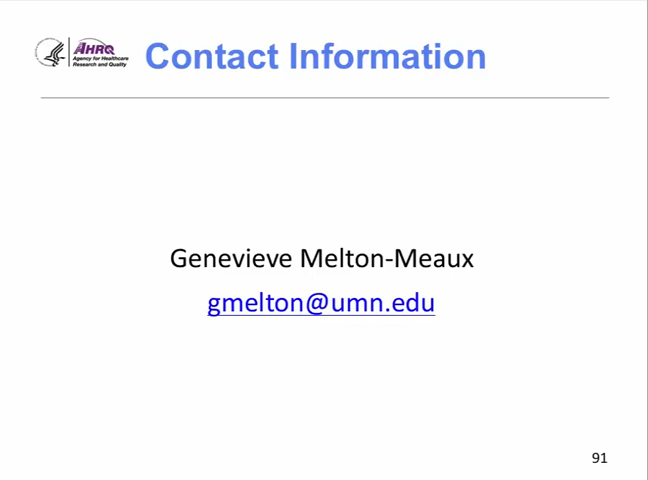 AHRQ
Agency for Healthcare
Research and Quality
Contact Information
Genevieve Melton-Meaux
gmelton@umn.edu
91